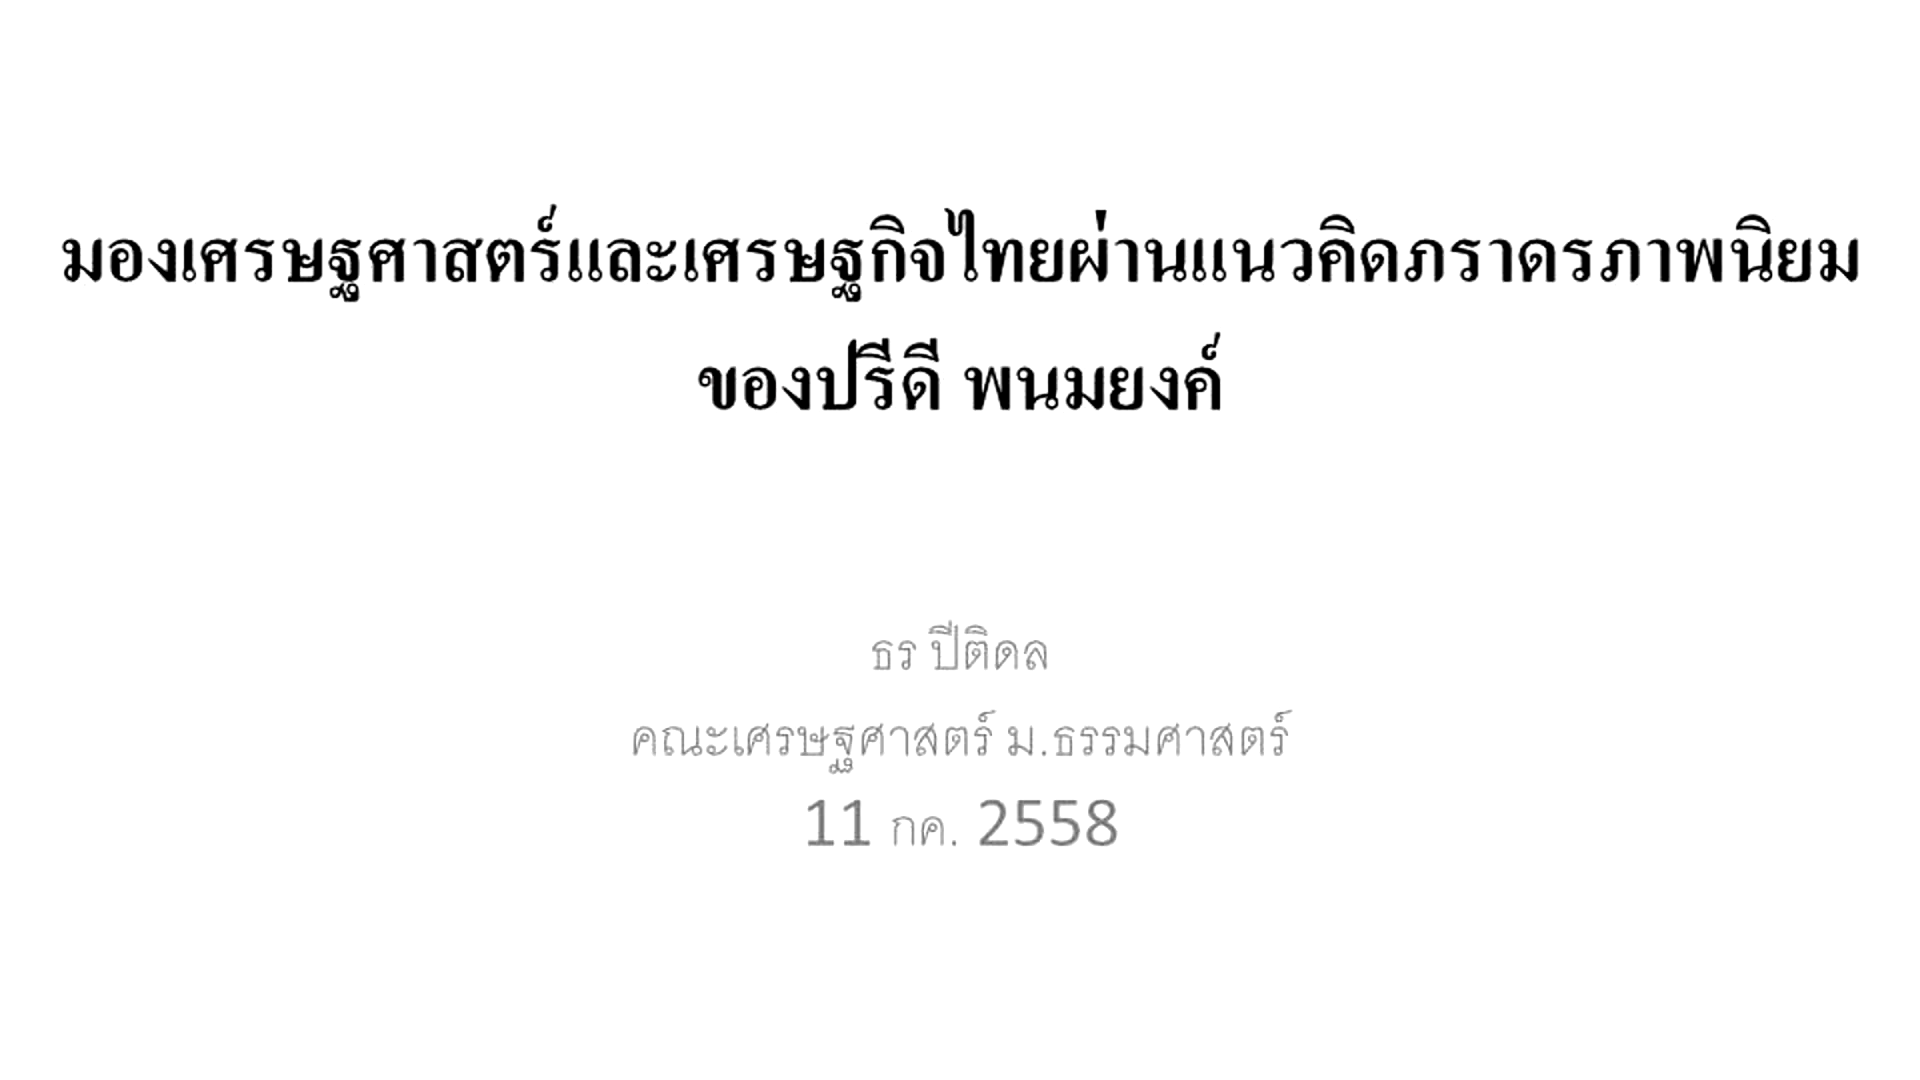 มองเศรษฐศาสตร์และเศรษฐกิจไทยผ่านแนวคิดภราดรภาพนิยม
ของปรีดี พนมยงค์
ธร ปีติดล
คณะเศรษฐศาสตร์ ม.ธรรมศาสตร์
11 กค. 2558